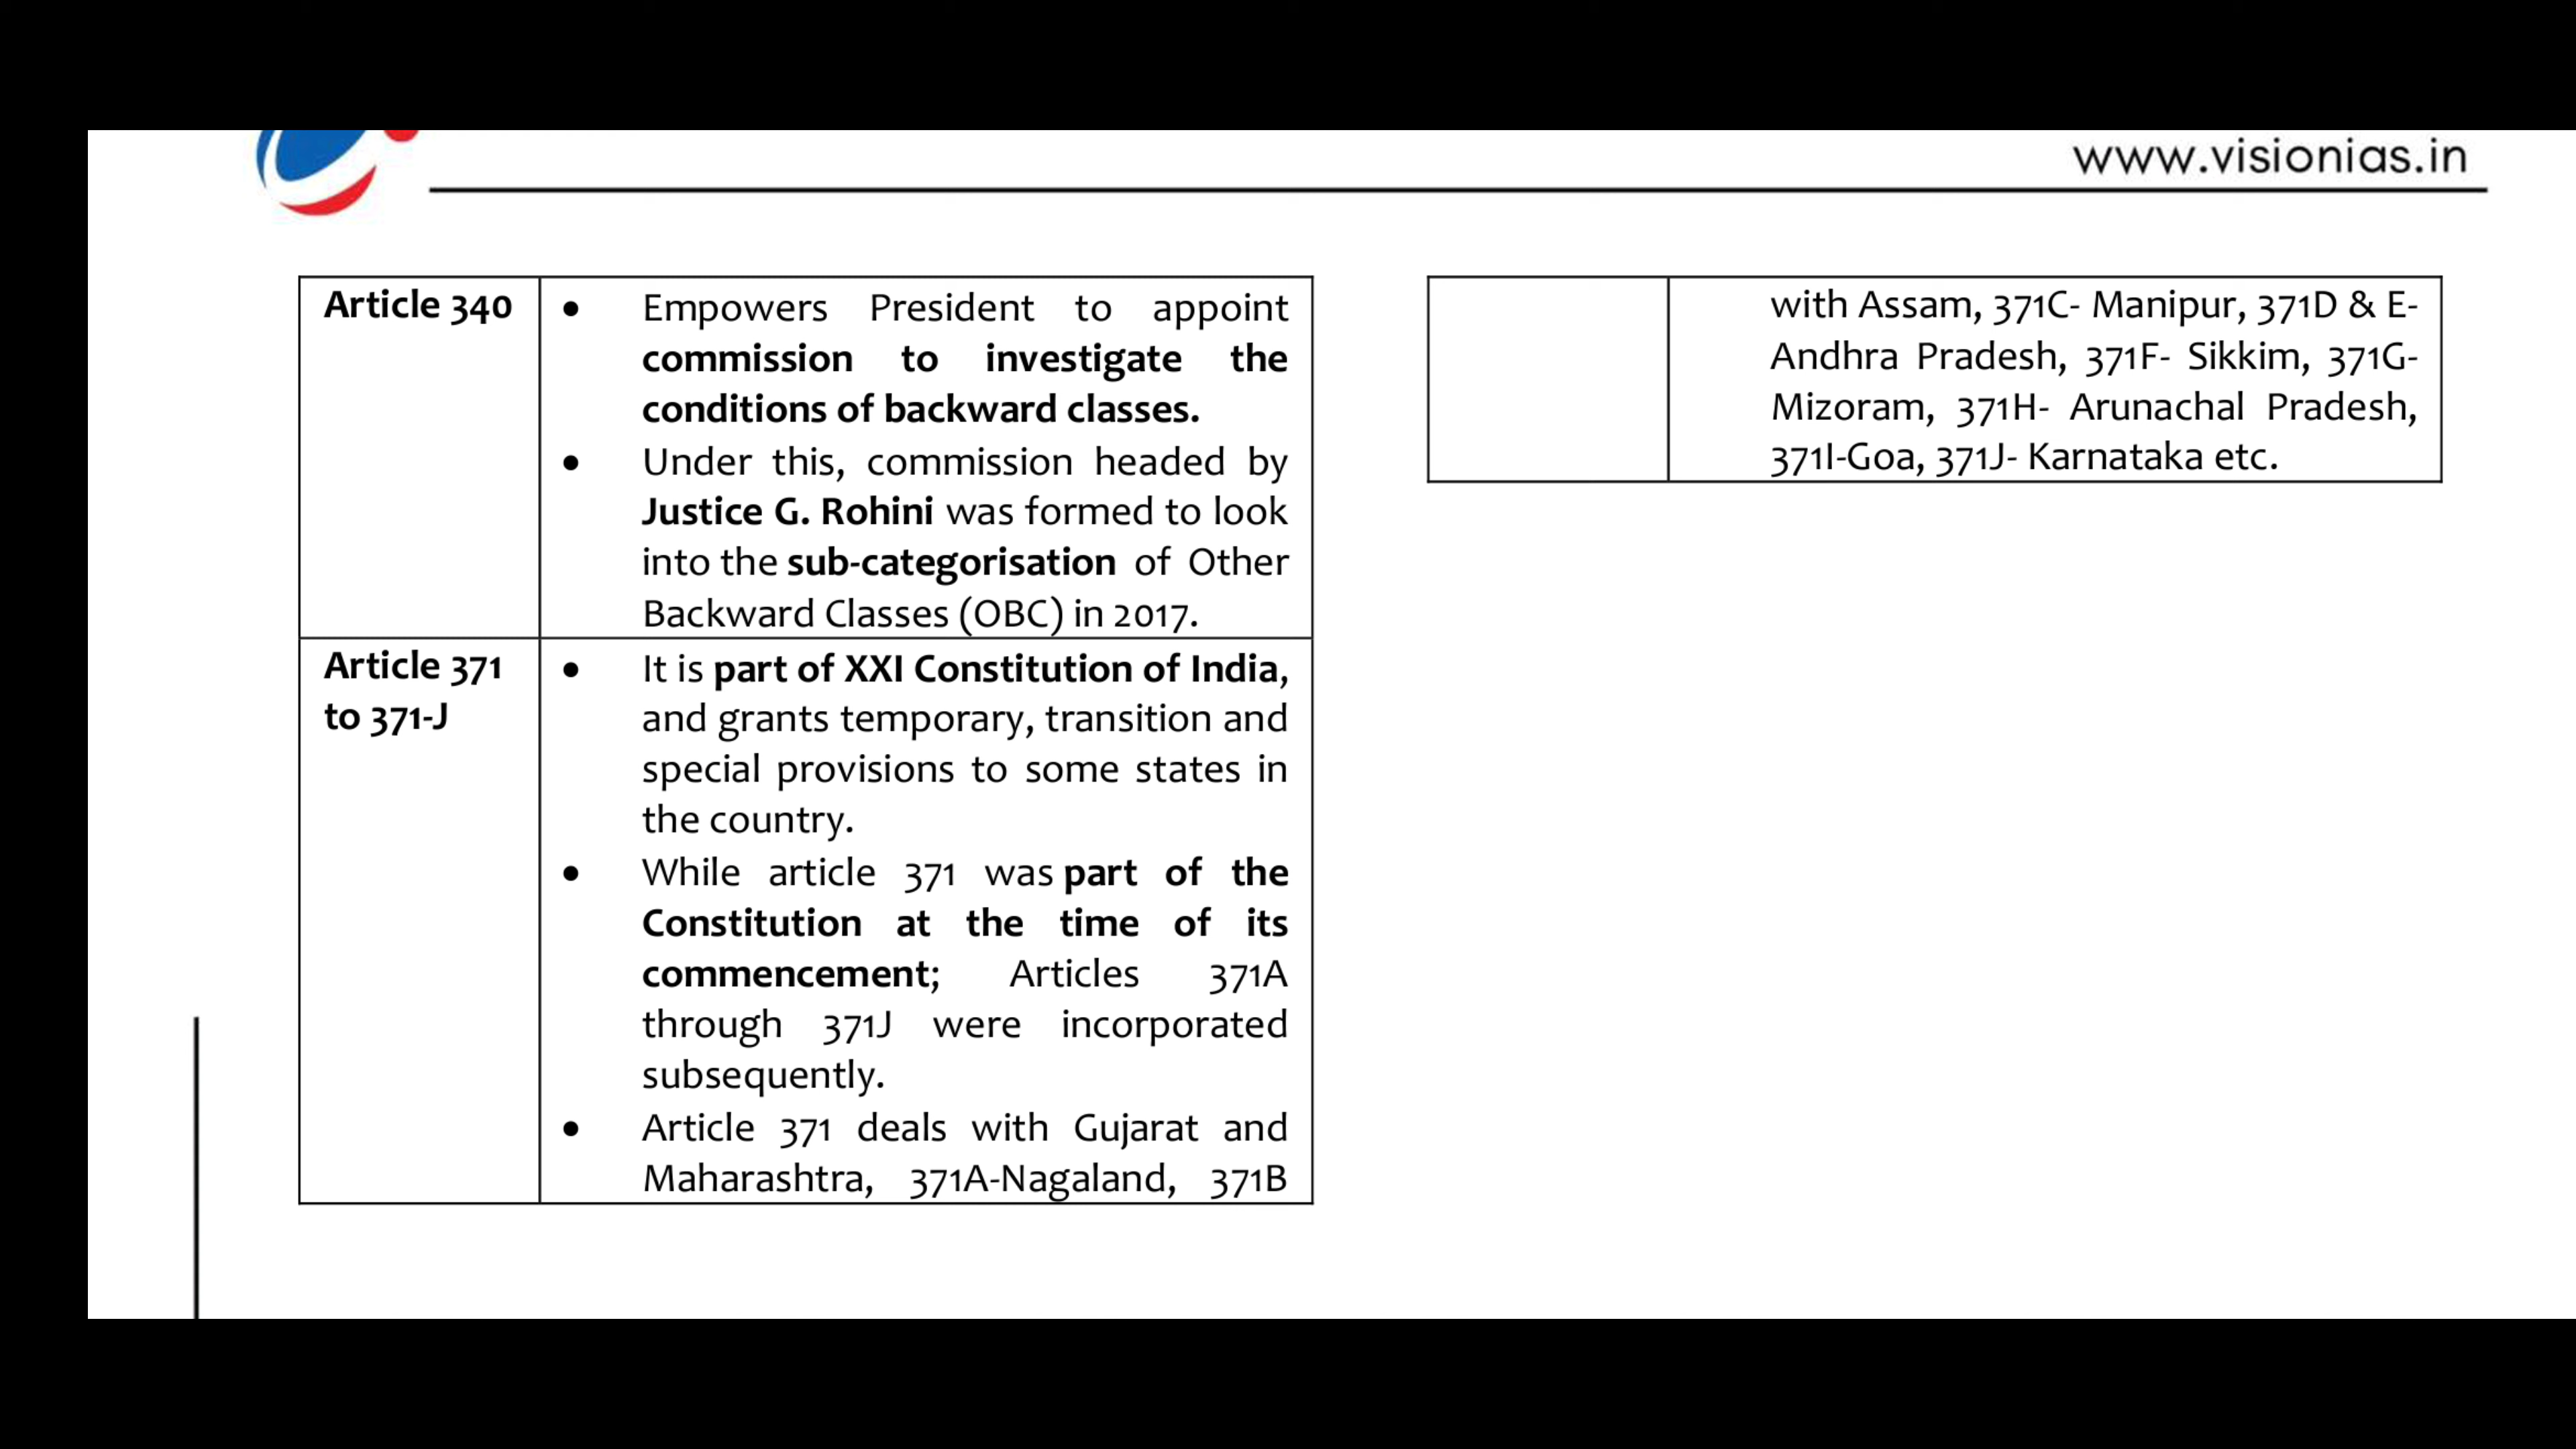 www.visionias.in
Article 340
• Empowers President to appoint
commission to investigate the
conditions of backward classes.
• Under this, commission headed by
Justice G. Rohini was formed to look
into the sub-categorisation of Other
Backward Classes (OBC) in 2017.
Article 371
to 371-J
• It is part of XXI Constitution of India,
and grants temporary, transition and
special provisions to some states in
the country.
• While article 371 was part of the
Constitution at the time of its
commencement; Articles 371A
through 371J were incorporated
subsequently.
• Article 371 deals with Gujarat and
Maharashtra, 371A-Nagaland, 371B
with Assam, 371C- Manipur, 371D & E-
Andhra Pradesh, 371F- Sikkim, 371G-
Mizoram, 371H- Arunachal Pradesh,
371I-Goa, 371J- Karnataka etc.